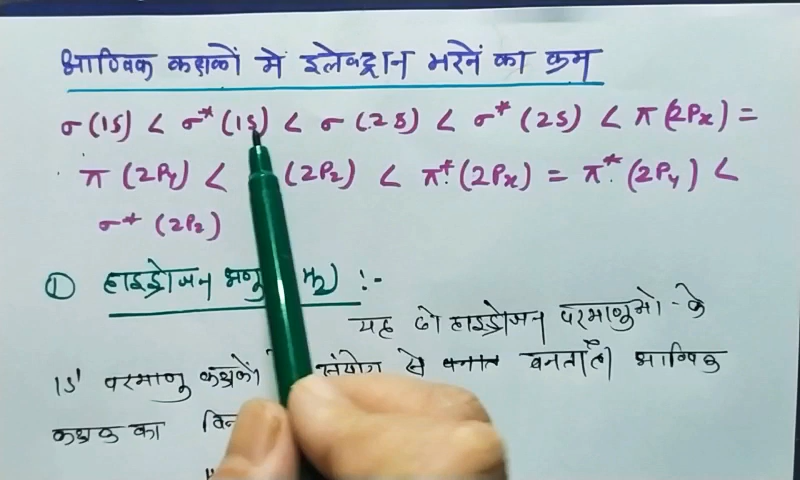 आण्विक कक्षकों में इलेक्ट्रान भरनें का क्रम
σ (1S) < σ* (1S) < σ (2S) < σ* (2S) < π (2Px) =
π (2Py) < (2Pz) < π* (2Px) = π* (2Py) <
σ* (2Pz)
① हाइड्रोजन :-
यह दो हाइड्रोजन परमाणुओ के
1S' परमाणु कक्षकों संयोग से बनात बनता है। आण्विक
कक्षक का